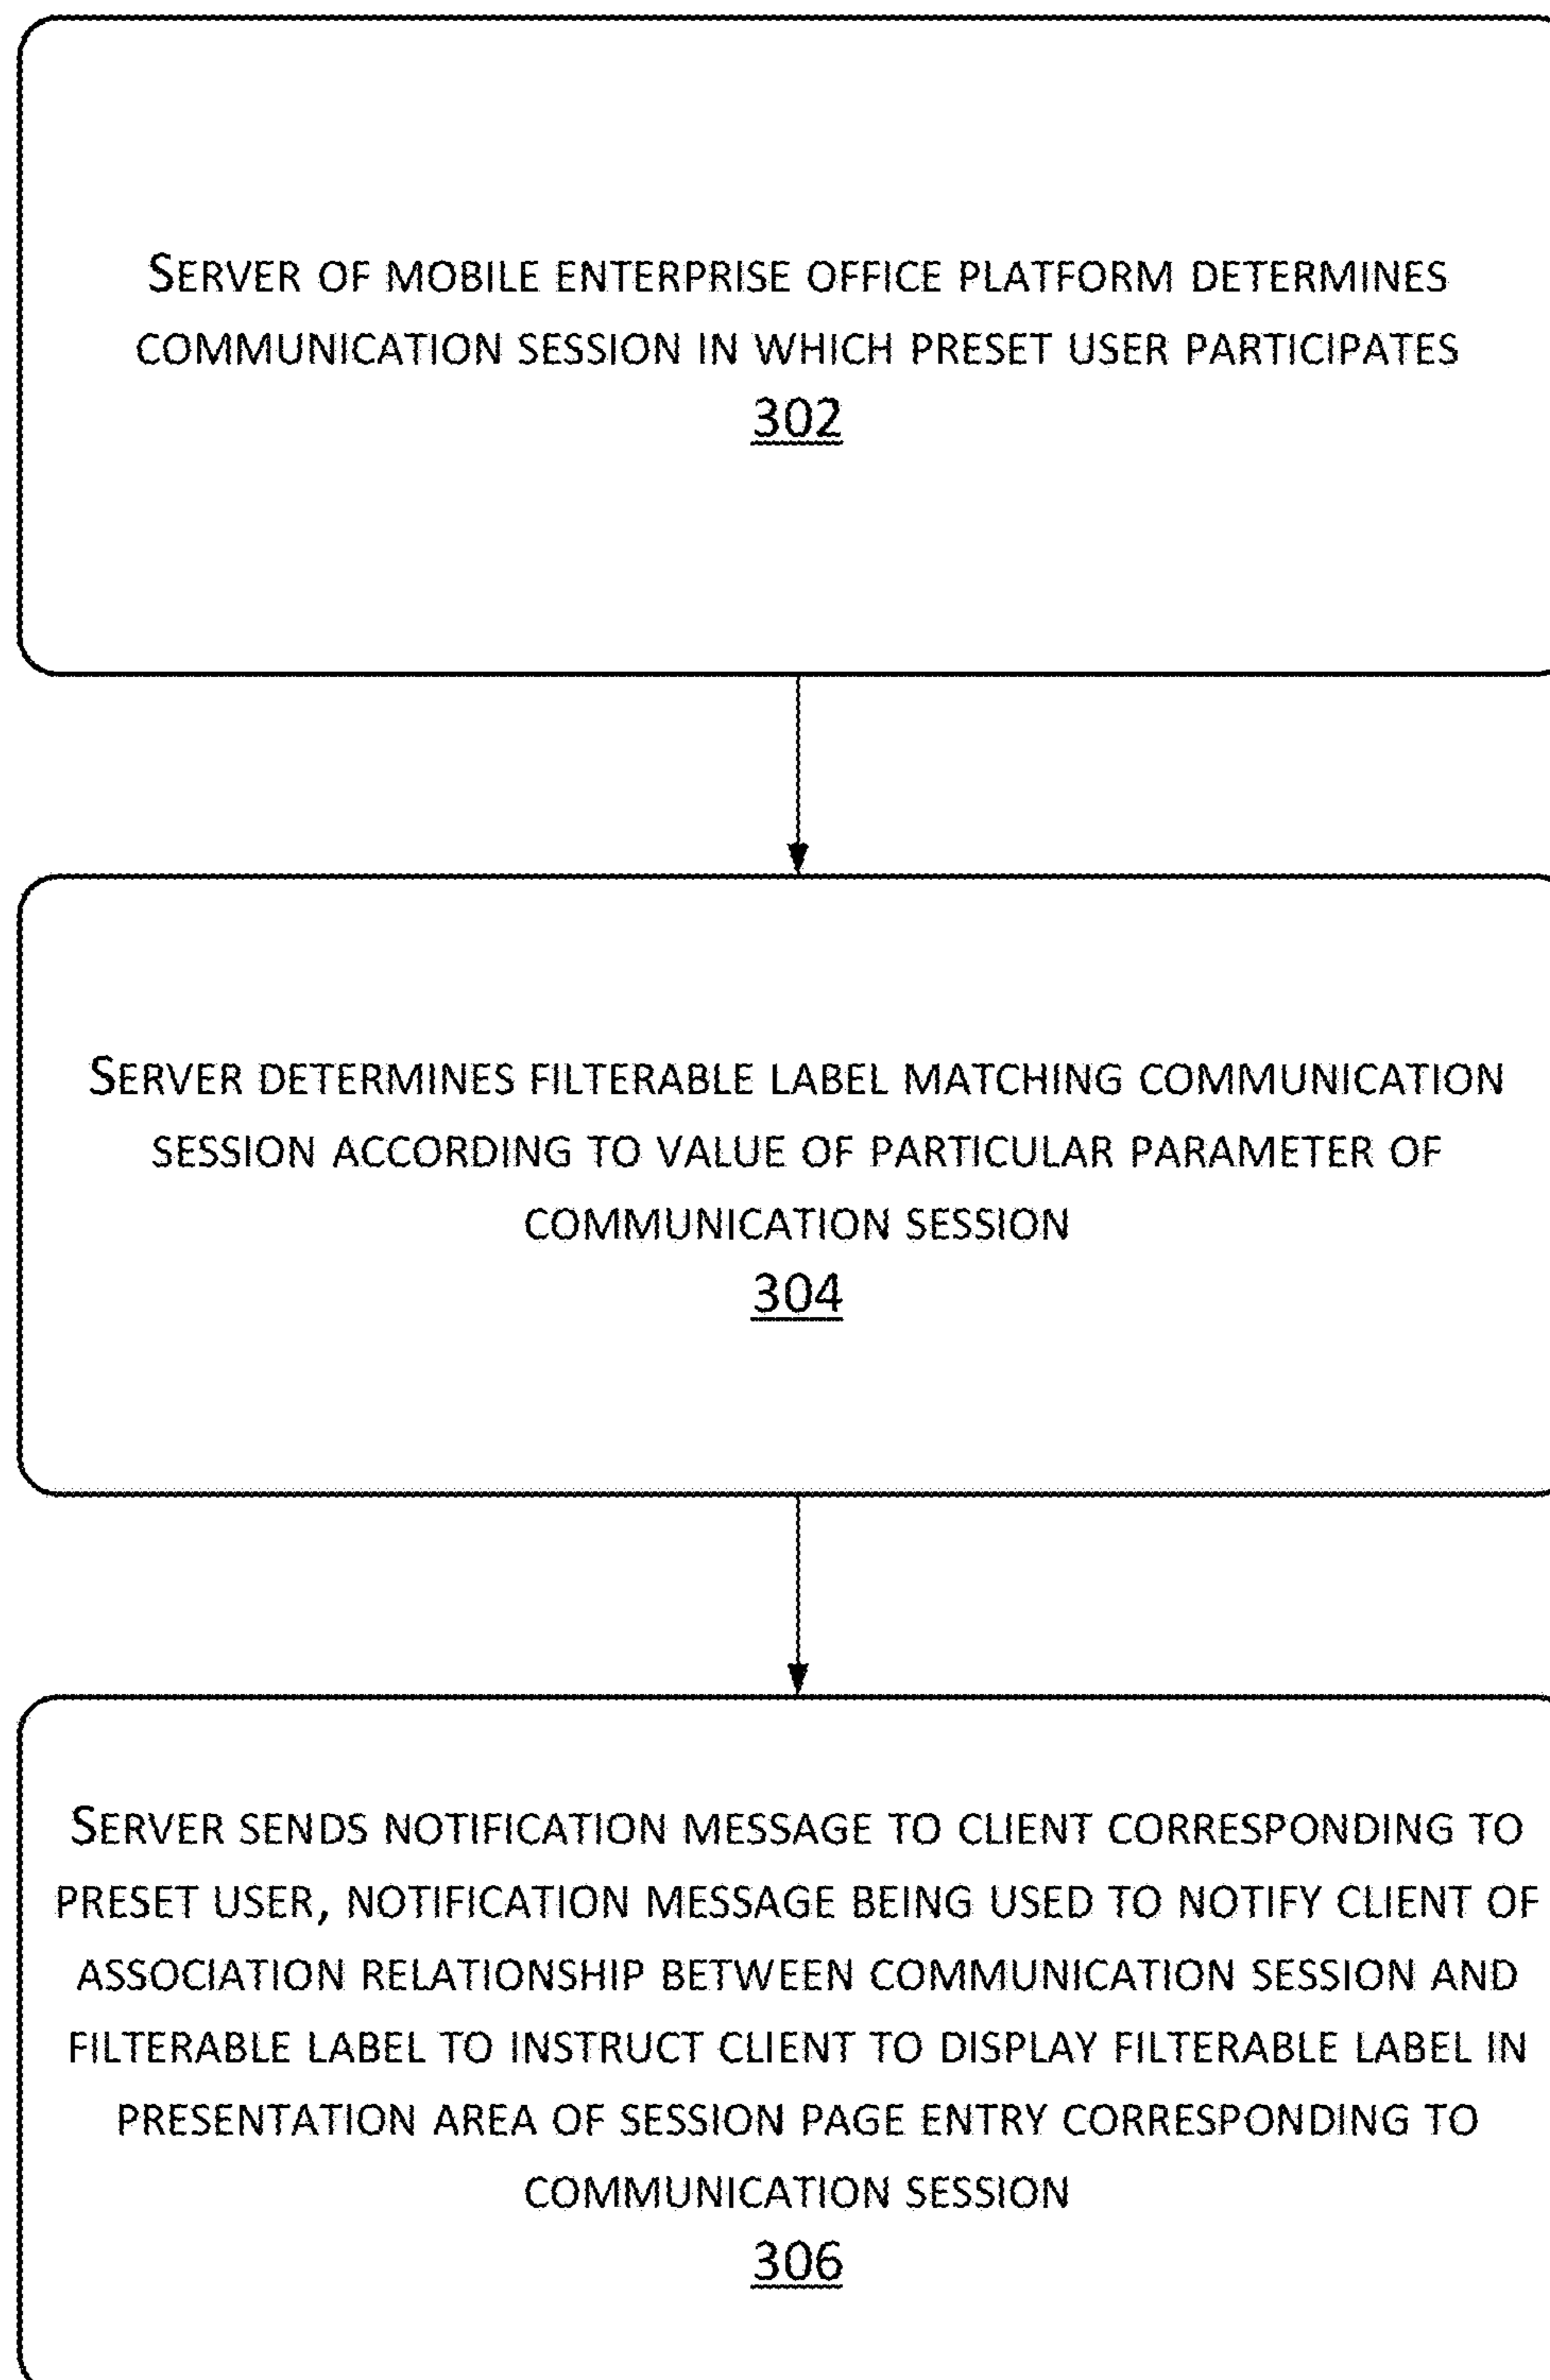 SERVER OF MOBILE ENTERPRISE OFFICE PLATFORM DETERMINES
COMMUNICATION SESSION IN WHICH PRESET USER PARTICIPATES
302
SERVER DETERMINES FILTERABLE LABEL MATCHING COMMUNICATION
SESSION ACCORDING TO VALUE OF PARTICULAR PARAMETER OF
COMMUNICATION SESSION
304
SERVER SENDS NOTIFICATION MESSAGE TO CLIENT CORRESPONDING TO
PRESET USER, NOTIFICATION MESSAGE BEING USED TO NOTIFY CLIENT OF
ASSOCIATION RELATIONSHIP BETWEEN COMMUNICATION SESSION AND
FILTERABLE LABEL TO INSTRUCT CLIENT TO DISPLAY FILTERABLE LABEL IN
PRESENTATION AREA OF SESSION PAGE ENTRY CORRESPONDING TO
COMMUNICATION SESSION
306